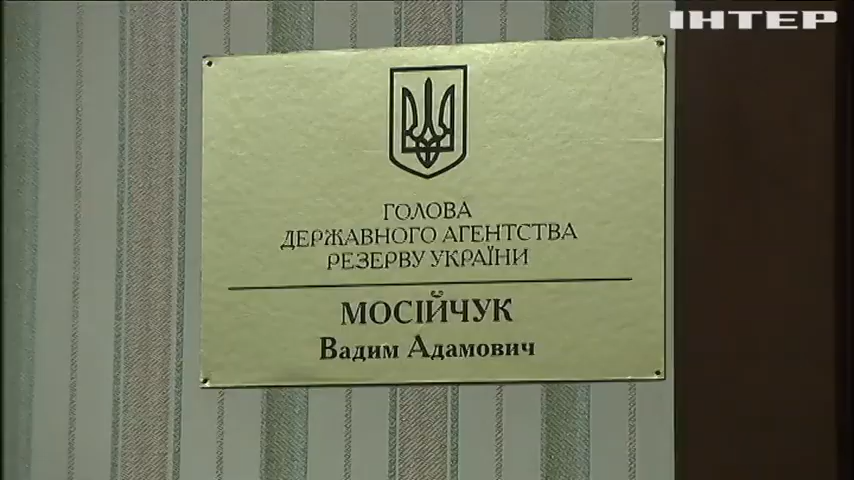 ІНТЕР
ГОЛОВА
ДЕРЖАВНОГО АГЕНТСТВА
РЕЗЕРВУ УКРАЇНИ
МОСІЙЧУК
Вадим Адамович